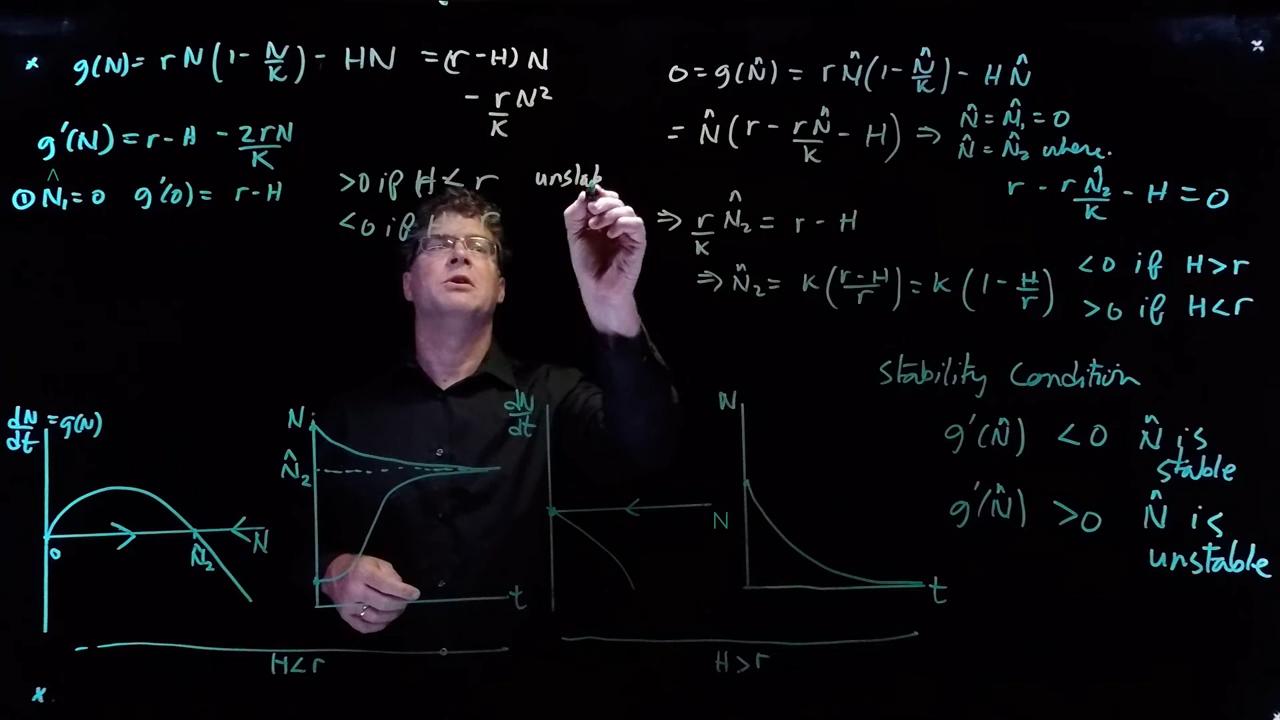 * g(N) = rN(1 - N/K) - HN = (r-H)N
- r/K N²
g'(N) = r-H - 2rN/K
① N̂₁=0 g'(0) = r-H >0 if H<r unstab
<0 if
0 = g(N̂) = rN̂(1 - N̂/K) - HN̂
= N̂(r - rN̂/K - H) ⇒ N̂ = N̂₁ = 0
N̂ = N̂₂ where.
r - rN̂₂/K - H = 0
⇒ r/K N̂₂ = r - H
⇒ N̂₂ = K((r-H)/r) = K(1 - H/r) <0 if H>r
>0 if H<r
Stability Condition
g'(N̂) <0 N̂ is
stable
g'(N̂) >0 N̂ is
unstable
dN/dt = g(N)
0 N̂₂ N
N
N̂₂
t
H<r
dN/dt
N
N
t
H>r